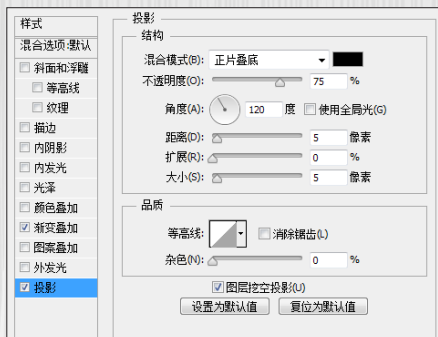 样式
混合选项:默认
斜面和浮雕
等高线
纹理
描边
内阴影
内发光
光泽
颜色叠加
渐变叠加
图案叠加
外发光
投影
投影
结构
混合模式(B): 正片叠底
不透明度(O): 75 %
角度(A): 120 度 使用全局光(G)
距离(D): 5 像素
扩展(R): 0 %
大小(S): 5 像素
品质
等高线: 消除锯齿(L)
杂色(N): 0 %
图层挖空投影(U)
设置为默认值 复位为默认值